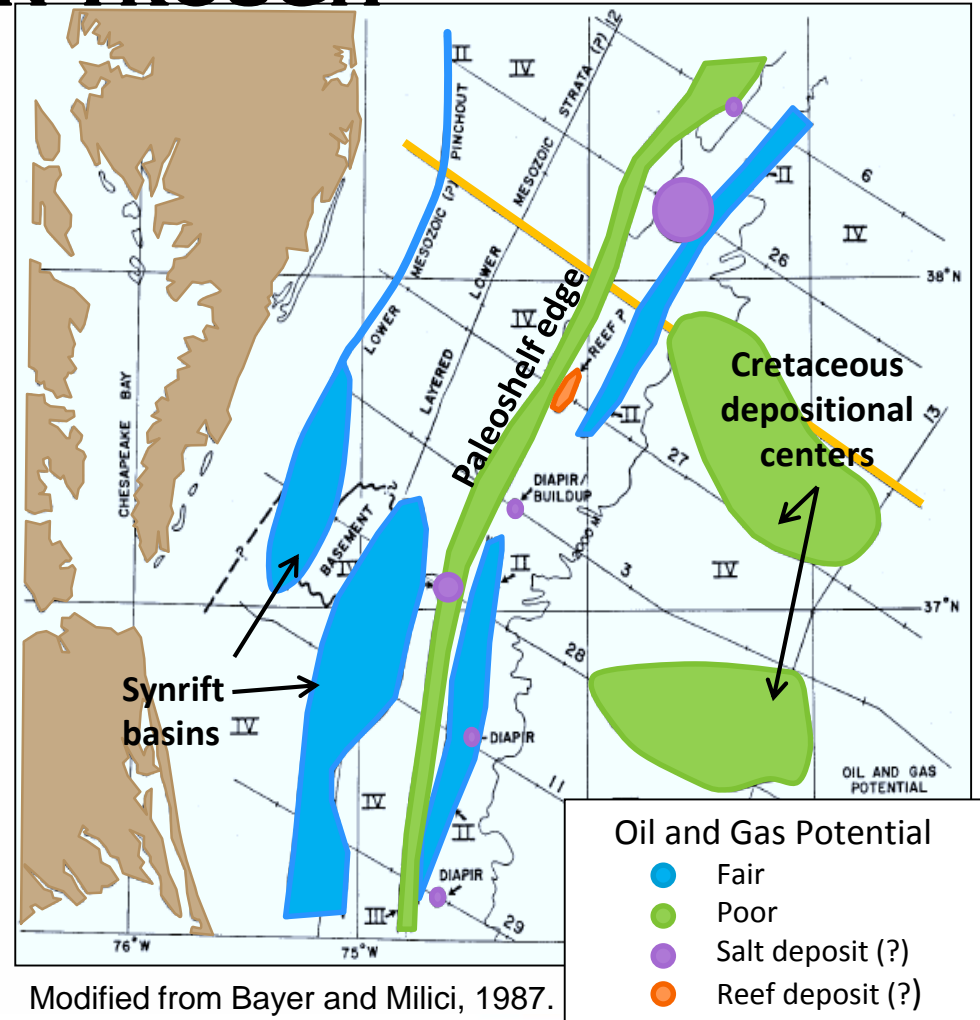 12
II
IV
PINCHOUT
STRATA (?)
MESOZOIC
LOWER
LAYERED
MESOZOIC (?)
LOWER
6
II
IV
26
38°N
IV
Paleoshelf edge
REEF ?
Cretaceous
depositional
centers
CHESAPEAKE BAY
II
27
13
DIAPIR/
BUILDUP
2000 M
?
BASEMENT
IV
II
3
IV
37°N
28
Synrift
basins
IV
DIAPIR
11
OIL AND GAS
POTENTIAL
IV
II
DIAPIR
III
29
76°W
75°W
Oil and Gas Potential
Fair
Poor
Salt deposit (?)
Reef deposit (?)
Modified from Bayer and Milici, 1987.